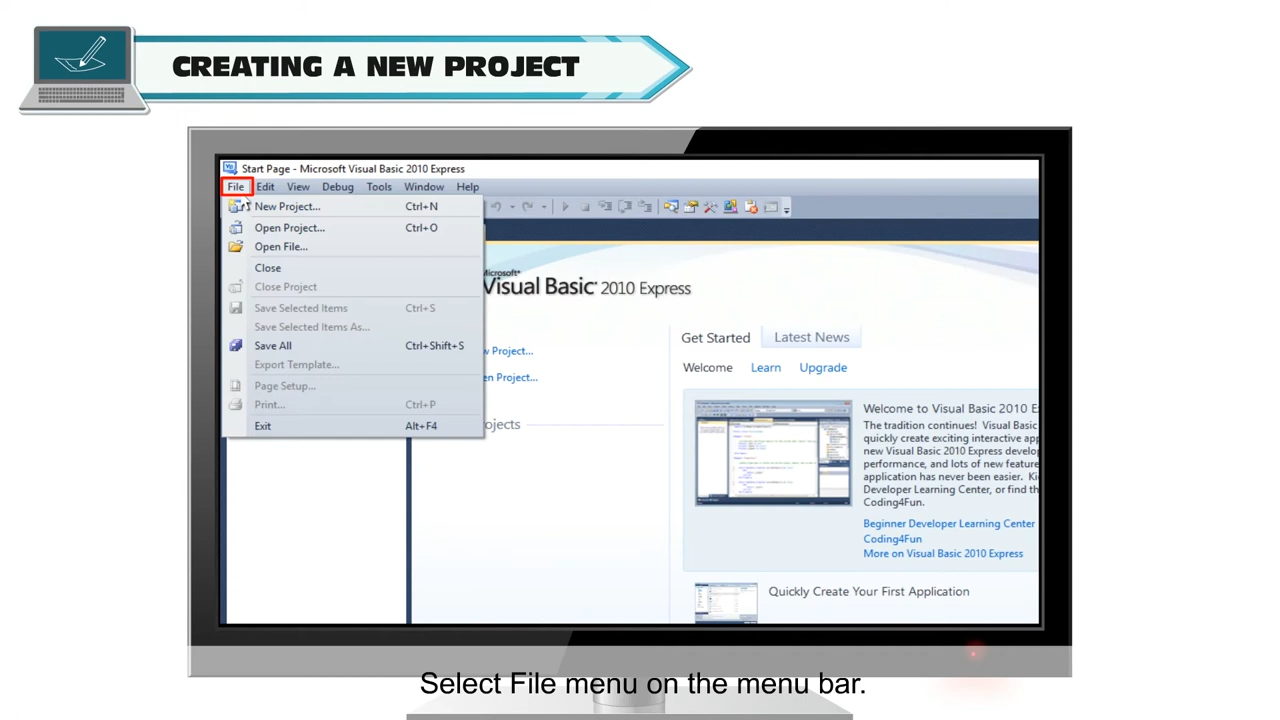 CREATING A NEW PROJECT
Start Page - Microsoft Visual Basic 2010 Express
File Edit View Debug Tools Window Help
New Project... Ctrl+N
Open Project... Ctrl+O
Open File...
Close
Close Project
Save Selected Items Ctrl+S
Save Selected Items As...
Save All Ctrl+Shift+S
Export Template...
Page Setup...
Print... Ctrl+P
Exit Alt+F4
Microsoft
Visual Basic 2010 Express
w Project...
en Project...
ojects
Get Started Latest News
Welcome Learn Upgrade
Welcome to Visual Basic 2010 E
The tradition continues! Visual Basic
quickly create exciting interactive app
new Visual Basic 2010 Express develop
performance, and lots of new feature
application has never been easier. Ki
Developer Learning Center, or find th
Coding4Fun.
Beginner Developer Learning Center
Coding4Fun
More on Visual Basic 2010 Express
Quickly Create Your First Application
Select File menu on the menu bar.